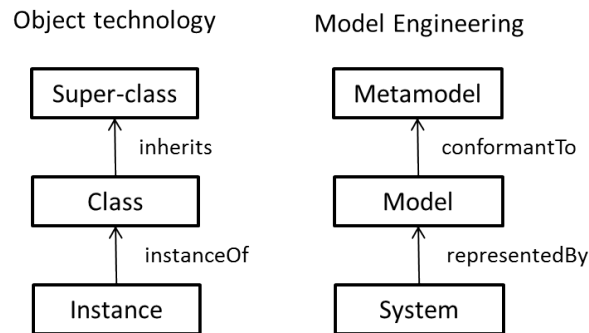 Object technology
Super-class
inherits
Class
instanceOf
Instance
Model Engineering
Metamodel
conformantTo
Model
representedBy
System